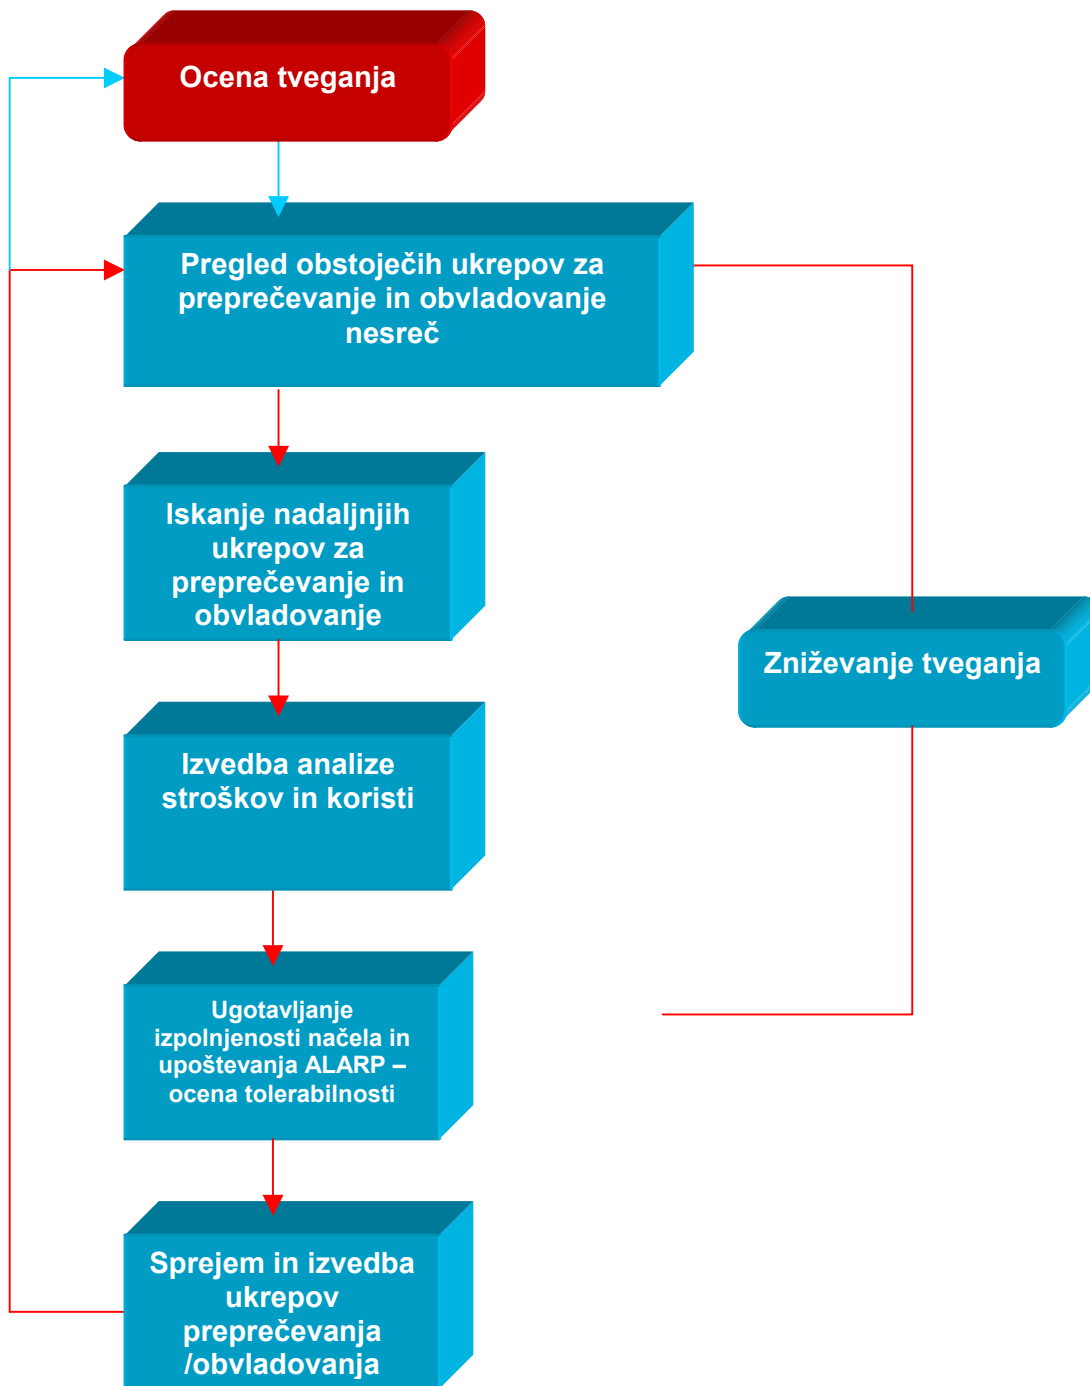 Ocena tveganja
Pregled obstoječih ukrepov za
preprečevanje in obvladovanje
nesreč
Iskanje nadaljnjih
ukrepov za
preprečevanje in
obvladovanje
Zniževanje tveganja
Izvedba analize
stroškov in koristi
Ugotavljanje
izpolnjenosti načela in
upoštevanja ALARP –
ocena tolerabilnosti
Sprejem in izvedba
ukrepov
preprečevanja
/obvladovanja